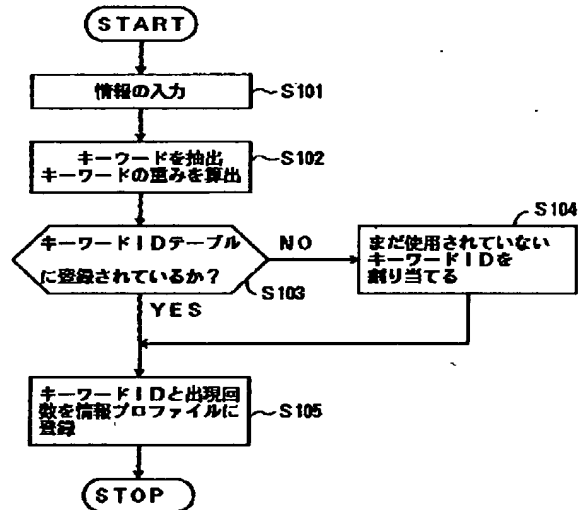 START
情報の入力
S101
キーワードを抽出
キーワードの重みを算出
S102
キーワードIDテーブル
に登録されているか?
S103
NO
YES
S104
まだ使用されていない
キーワードIDを
割り当てる
キーワードIDと出現回
数を情報プロファイルに
登録
S105
STOP